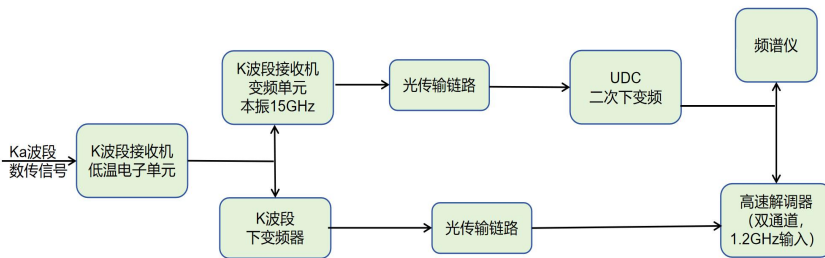 Ka波段
数传信号
K波段接收机
低温电子单元
K波段接收机
变频单元
本振15GHz
光传输链路
UDC
二次下变频
频谱仪
K波段
下变频器
光传输链路
高速解调器
(双通道,
1.2GHz输入)